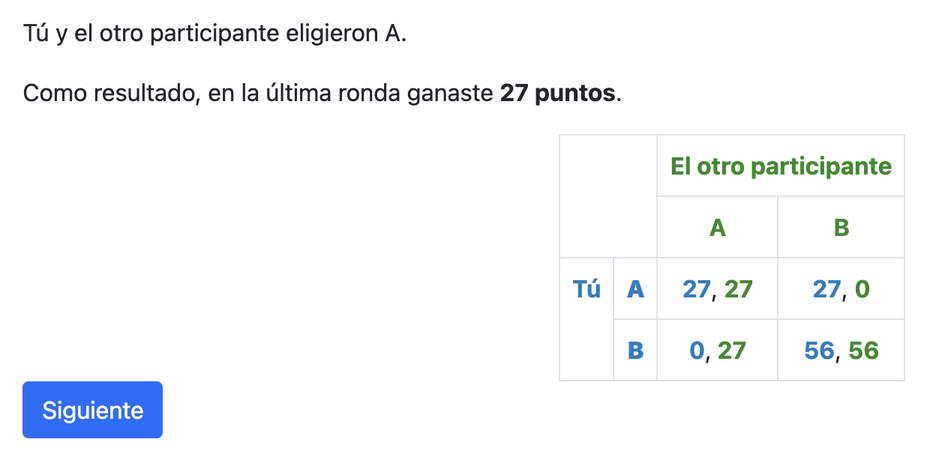 Tú y el otro participante eligieron A.
Como resultado, en la última ronda ganaste 27 puntos.
El otro participante
A B
Tú A 27, 27 27, 0
B 0, 27 56, 56
Siguiente